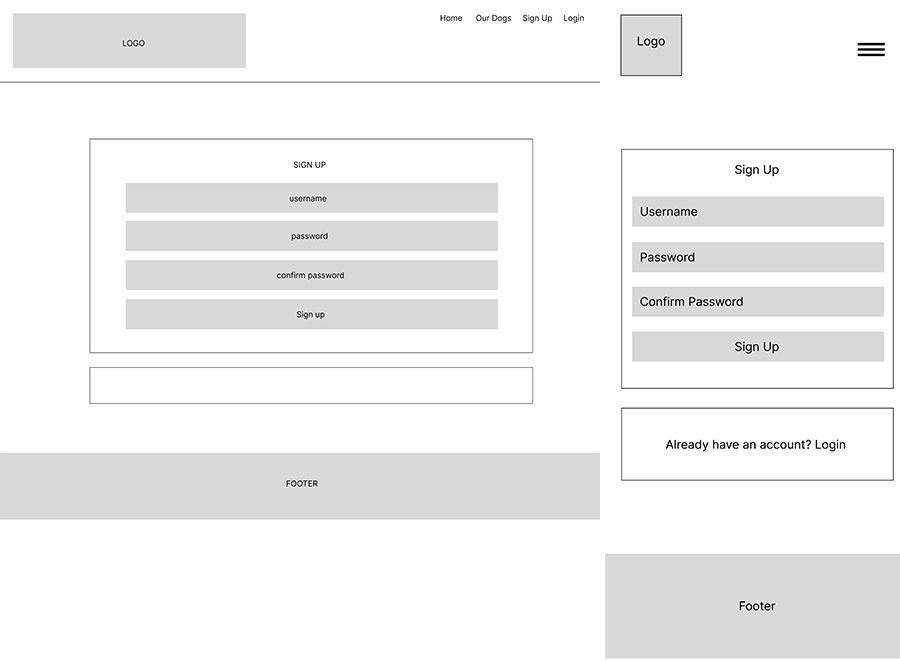 LOGO
Home Our Dogs Sign Up Login
SIGN UP
username
password
confirm password
Sign up
FOOTER
Logo
Sign Up
Username
Password
Confirm Password
Sign Up
Already have an account? Login
Footer